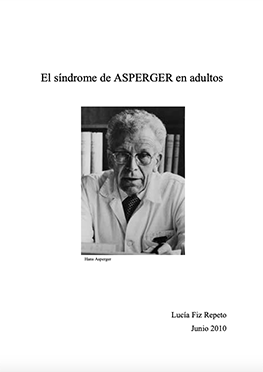 El síndrome de ASPERGER en adultos
Hans Asperger
Lucía Fiz Repeto
Junio 2010